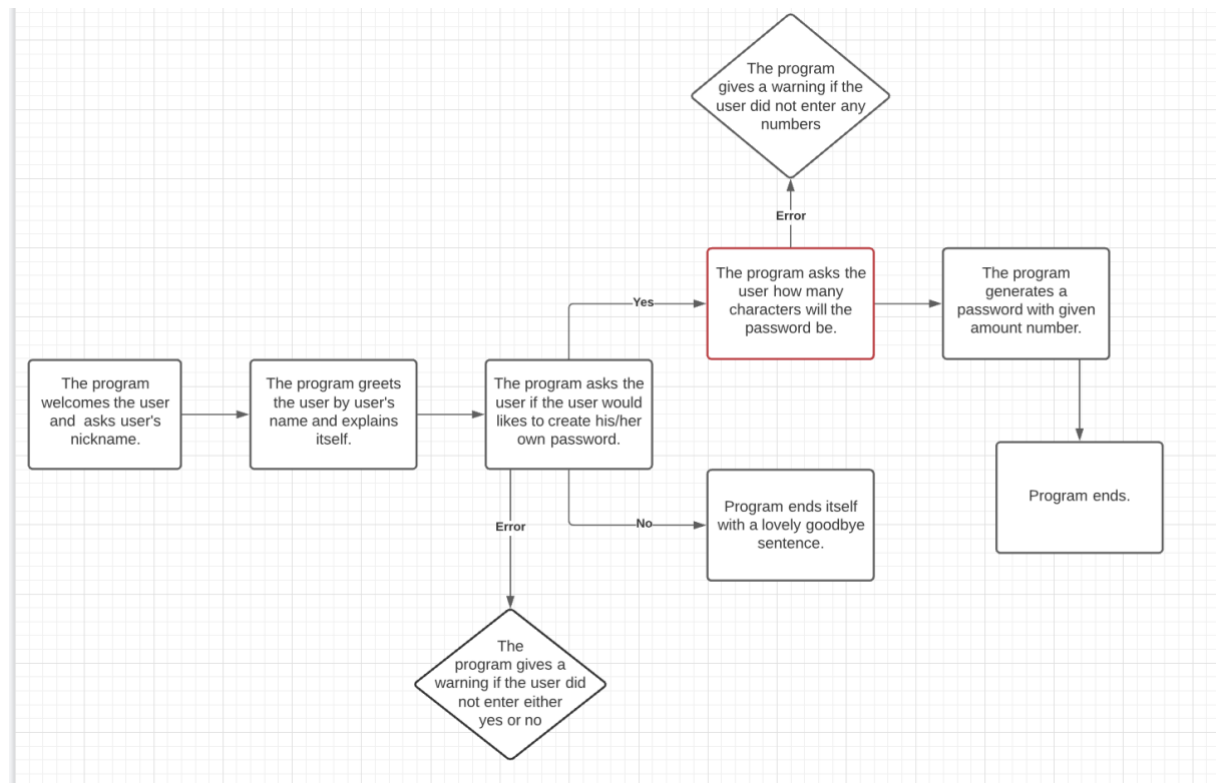 The program
gives a warning if the
user did not enter any
numbers
Error
The program asks the
user how many
characters will the
password be.
The program
generates a
password with given
amount number.
Yes
The program
welcomes the user
and asks user's
nickname.
The program greets
the user by user's
name and explains
itself.
The program asks the
user if the user would
likes to create his/her
own password.
Program ends.
Program ends itself
with a lovely goodbye
sentence.
No
Error
The
program gives a
warning if the user did
not enter either
yes or no